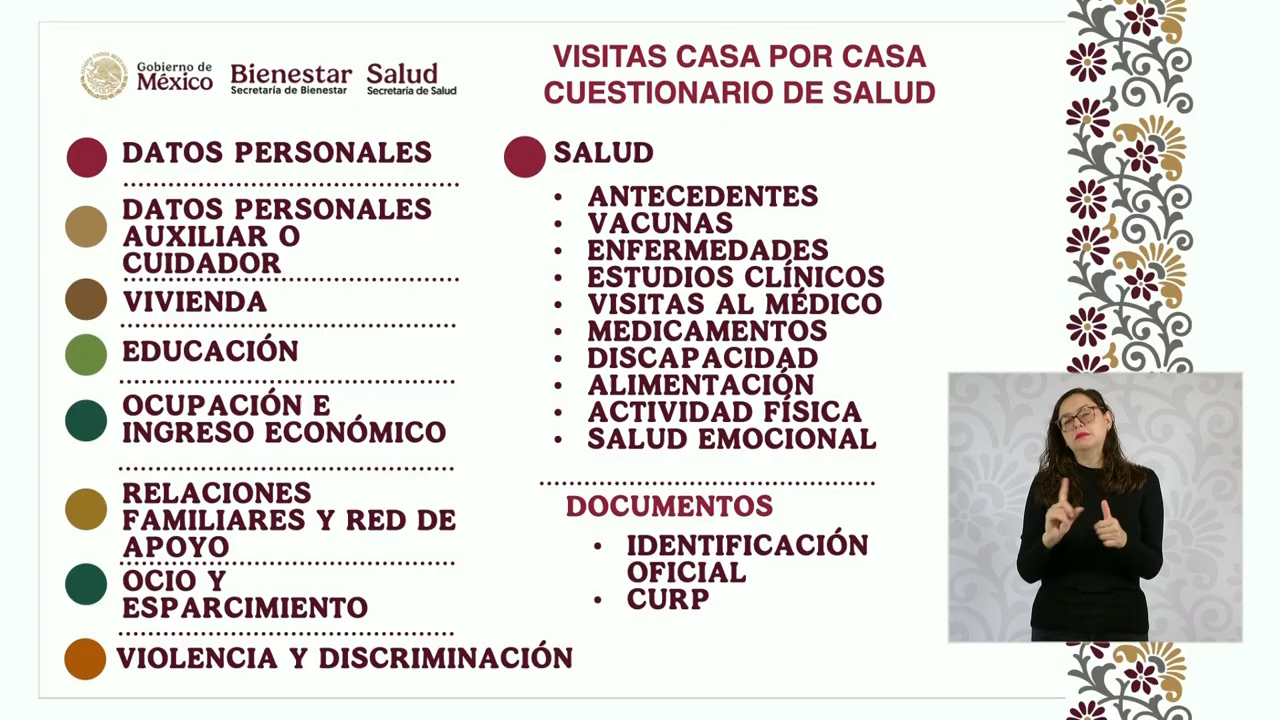 Gobierno de
México
Bienestar
Secretaría de Bienestar
Salud
Secretaría de Salud
VISITAS CASA POR CASA
CUESTIONARIO DE SALUD
DATOS PERSONALES
DATOS PERSONALES
AUXILIAR O
CUIDADOR
VIVIENDA
EDUCACIÓN
OCUPACIÓN E
INGRESO ECONÓMICO
RELACIONES
FAMILIARES Y RED DE
APOYO
OCIO Y
ESPARCIMIENTO
VIOLENCIA Y DISCRIMINACIÓN
SALUD
• ANTECEDENTES
• VACUNAS
• ENFERMEDADES
• ESTUDIOS CLÍNICOS
• VISITAS AL MÉDICO
• MEDICAMENTOS
• DISCAPACIDAD
• ALIMENTACIÓN
• ACTIVIDAD FÍSICA
• SALUD EMOCIONAL
DOCUMENTOS
• IDENTIFICACIÓN
OFICIAL
• CURP